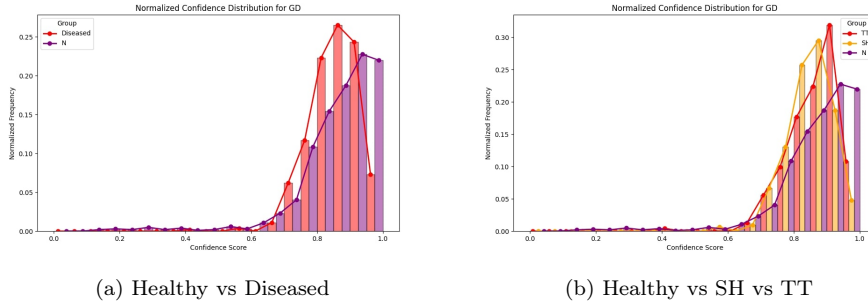 Normalized Confidence Distribution for GD
Group
Diseased
N
Normalized Frequency
0.25
0.20
0.15
0.10
0.05
0.00
0.0 0.2 0.4 0.6 0.8 1.0
Confidence Score
(a) Healthy vs Diseased
Normalized Confidence Distribution for GD
Group
TT
SH
N
Normalized Frequency
0.30
0.25
0.20
0.15
0.10
0.05
0.00
0.0 0.2 0.4 0.6 0.8 1.0
Confidence Score
(b) Healthy vs SH vs TT